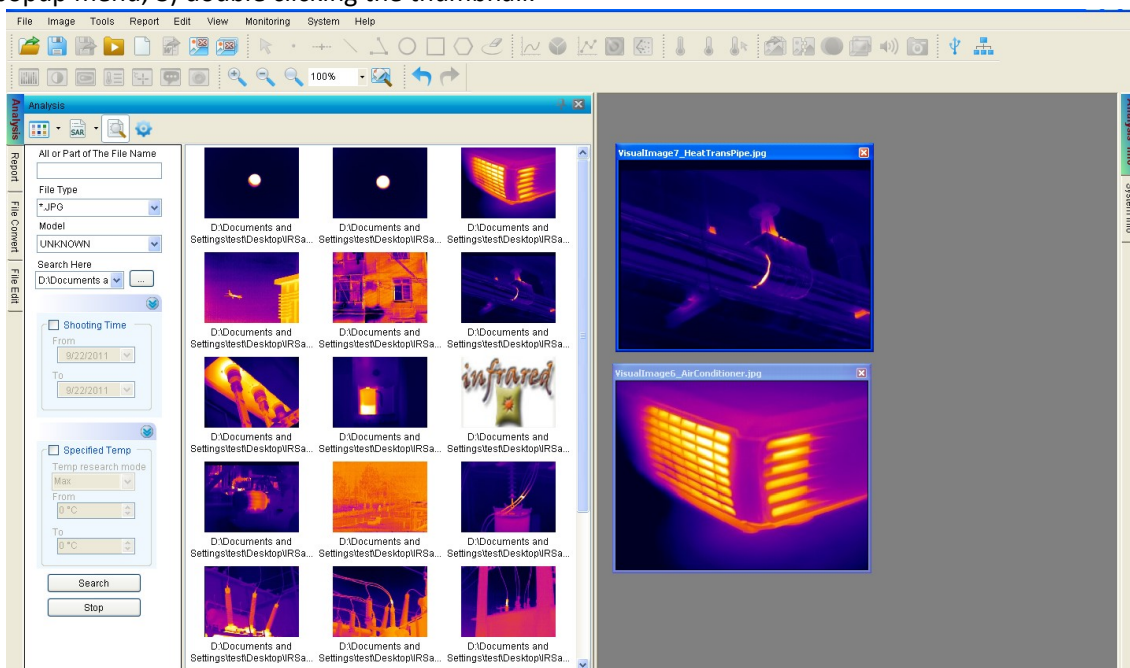 popup menu; 3) double clicking the thumbnail.
File Image Tools Report Edit View Monitoring System Help
SAR
100%
Analysis
Analysis
Report
File Convert
File Edit
All or Part of The File Name
File Type
*.JPG
Model
UNKNOWN
Search Here
D:\Documents a
...
Shooting Time
From
9/22/2011
To
9/22/2011
Specified Temp
Temp research mode
Max
From
0 °C
To
0 °C
Search
Stop
D:\Documents and
Settings\test\Desktop\IRSa...
D:\Documents and
Settings\test\Desktop\IRSa...
D:\Documents and
Settings\test\Desktop\IRSa...
D:\Documents and
Settings\test\Desktop\IRSa...
D:\Documents and
Settings\test\Desktop\IRSa...
D:\Documents and
Settings\test\Desktop\IRSa...
infrared
D:\Documents and
Settings\test\Desktop\IRSa...
D:\Documents and
Settings\test\Desktop\IRSa...
D:\Documents and
Settings\test\Desktop\IRSa...
D:\Documents and
Settings\test\Desktop\IRSa...
D:\Documents and
Settings\test\Desktop\IRSa...
D:\Documents and
Settings\test\Desktop\IRSa...
D:\Documents and
Settings\test\Desktop\IRSa...
D:\Documents and
Settings\test\Desktop\IRSa...
D:\Documents and
Settings\test\Desktop\IRSa...
VisualImage7_HeatTransPipe.jpg
VisualImage6_AirConditioner.jpg
Analysis Info
System Info